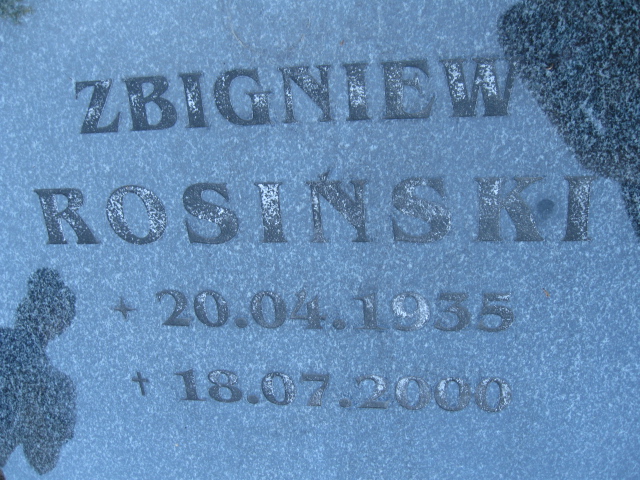 ZBIGNIEW
ROSIŃSKI
+ 20.04.1935
† 18.07.2000